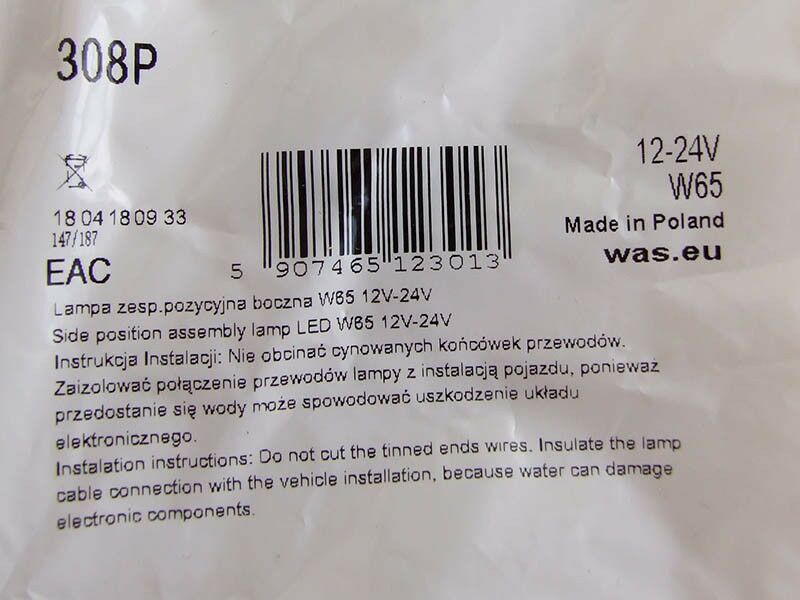 308P
12-24V
W65
18 04 18 09 33
147/187
Made in Poland
EAC
was.eu
5 907465 123013
Lampa zesp.pozycyjna boczna W65 12V-24V
Side position assembly lamp LED W65 12V-24V
Instrukcja Instalacji: Nie obcinać cynowanych końcówek przewodów.
Zaizolować połączenie przewodów lampy z instalacją pojazdu, ponieważ
przedostanie się wody może spowodować uszkodzenie układu
elektronicznego.
Instalation instructions: Do not cut the tinned ends wires. Insulate the lamp
cable connection with the vehicle installation, because water can damage
electronic components.